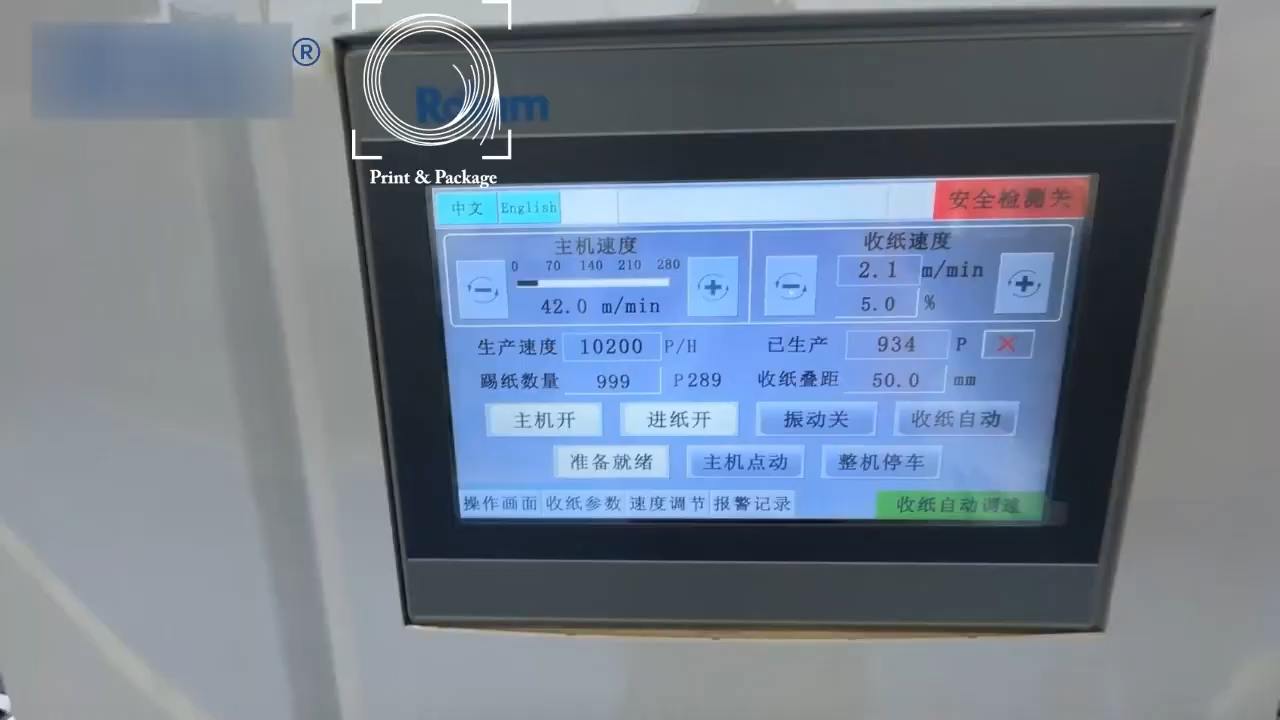 ®
Print & Package
中文 English 安全检测关
主机速度 收纸速度
0 70 140 210 280
2.1 m/min
42.0 m/min
5.0 %
生产速度 10200 P/H 已生产 934 P
踢纸数量 999 P289 收纸叠距 50.0 mm
主机开 进纸开 振动关 收纸自动
准备就绪 主机点动 整机停车
操作画面 收纸参数 速度调节 报警记录 收纸自动调速